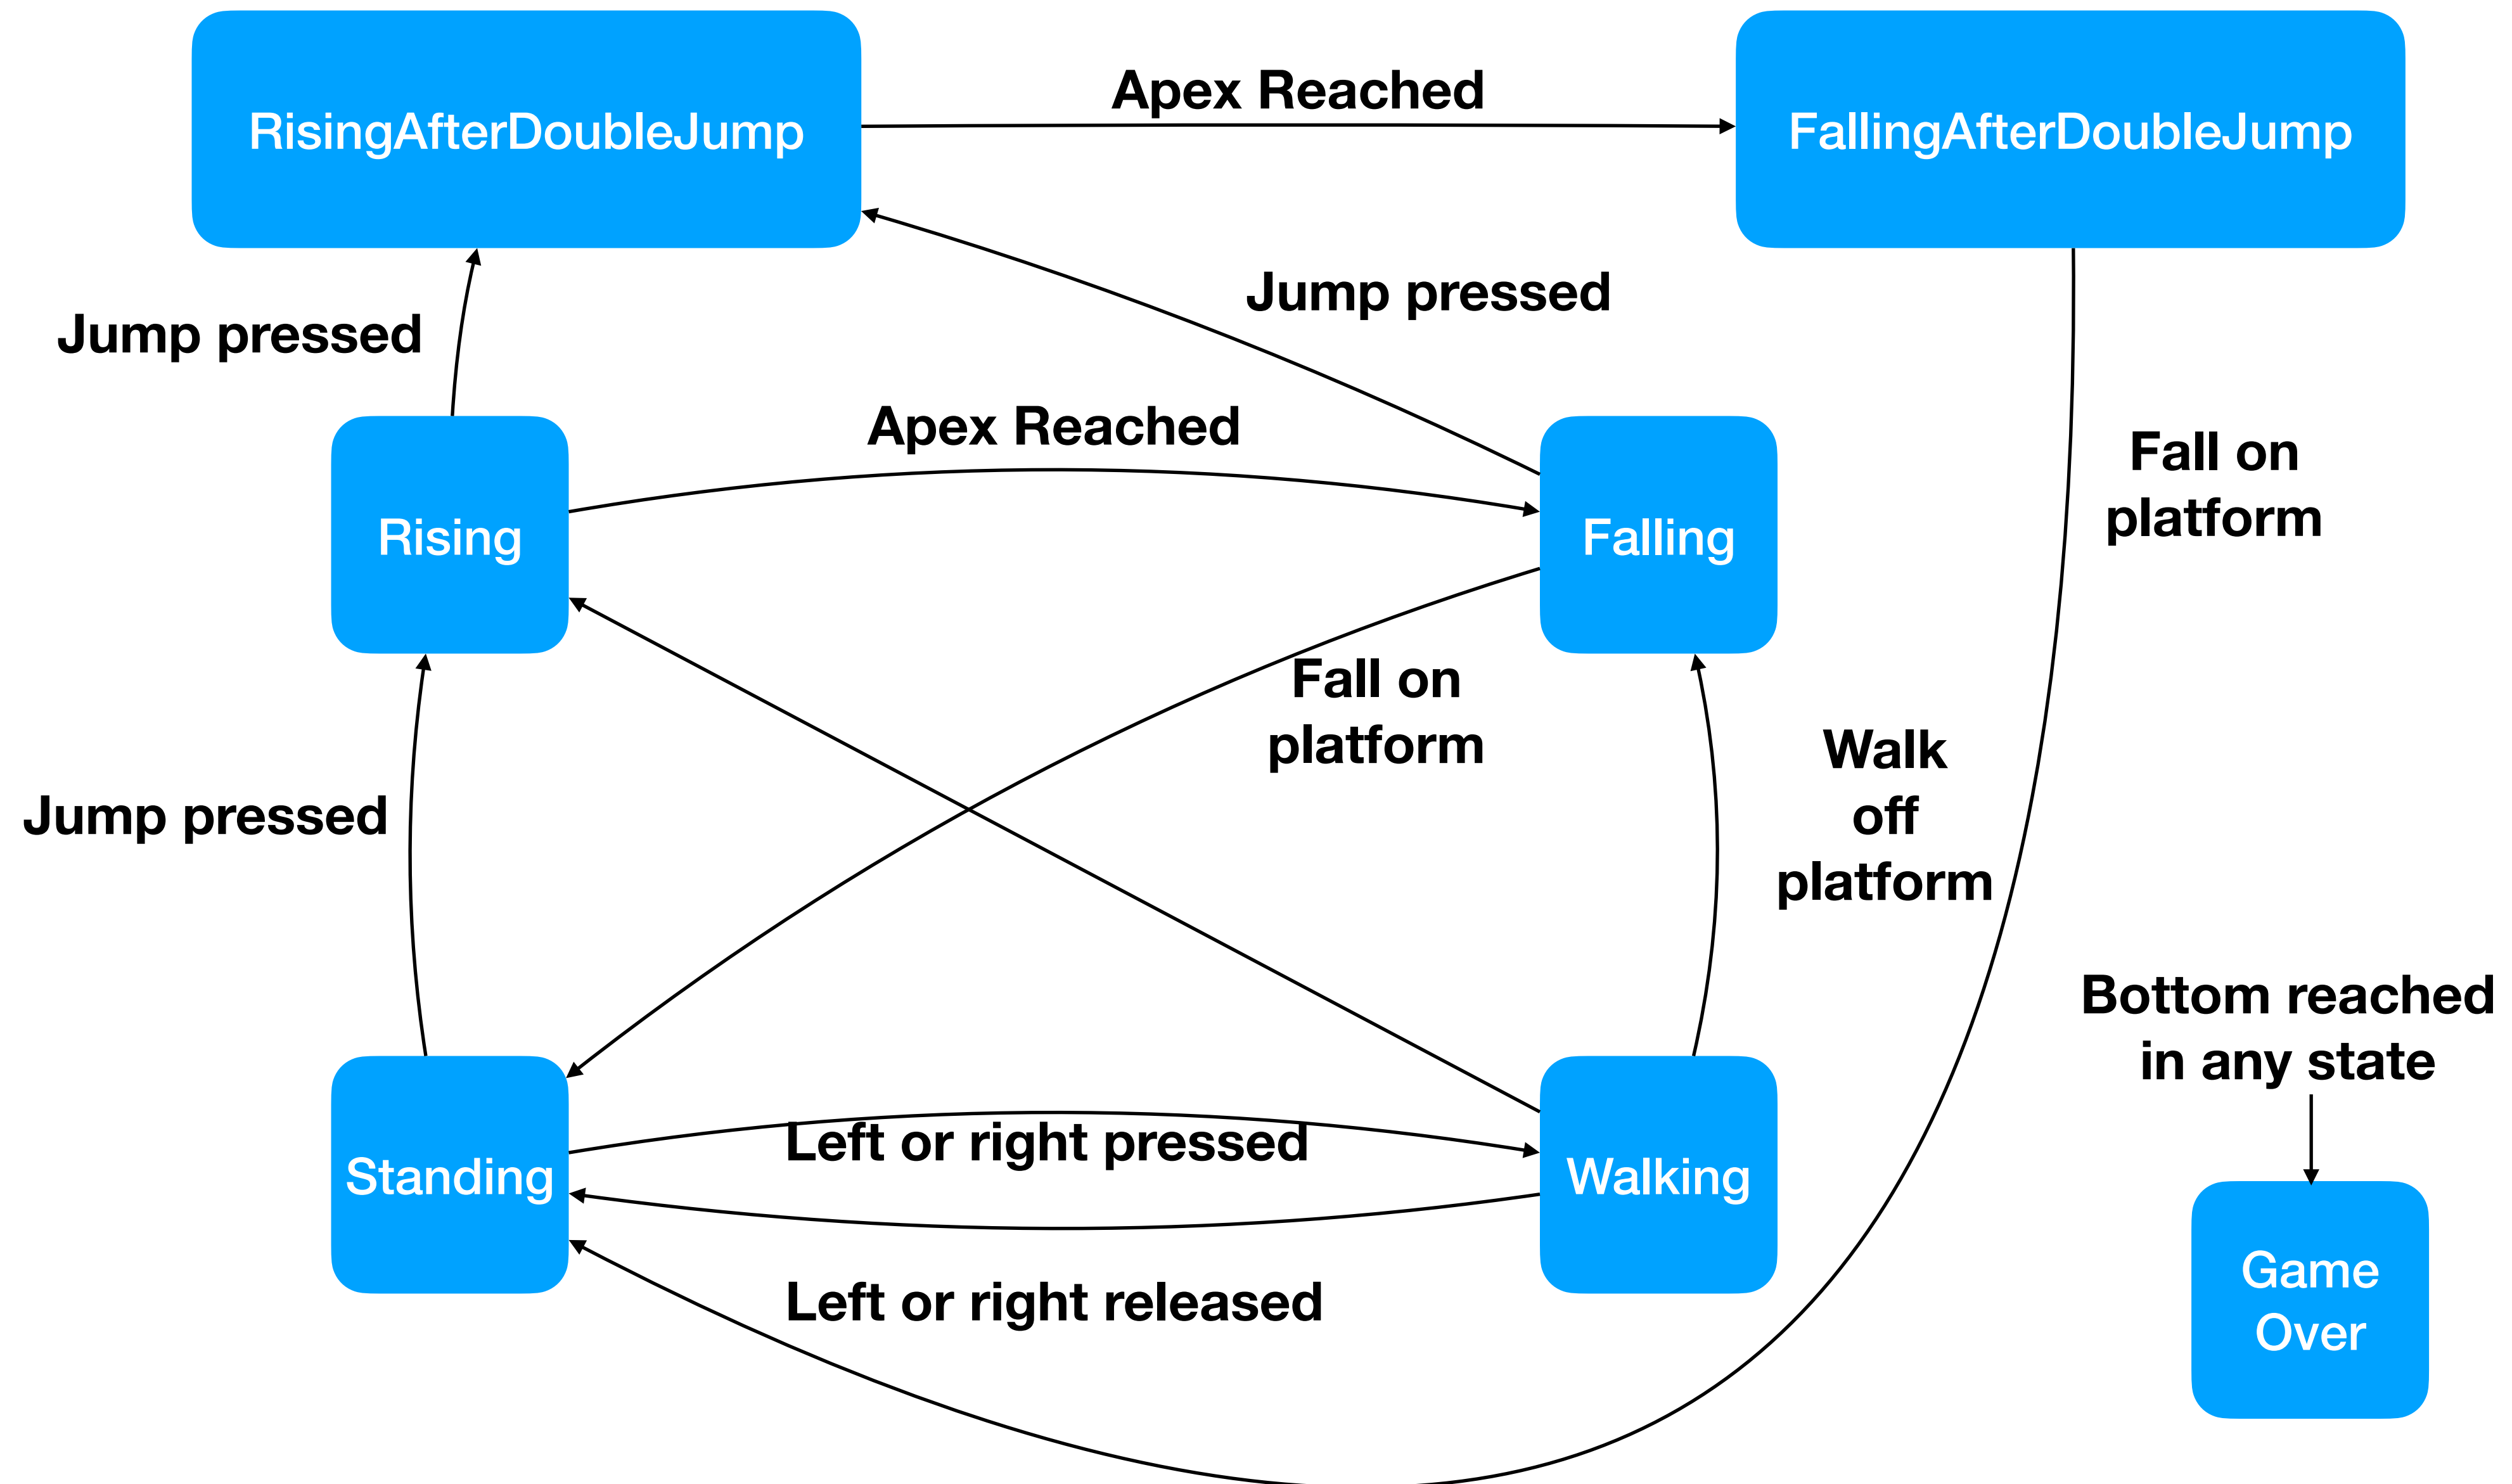 Apex Reached
RisingAfterDoubleJump
FallingAfterDoubleJump
Jump pressed
Jump pressed
Apex Reached
Fall on
platform
Rising
Falling
Fall on
platform
Walk
off
platform
Jump pressed
Bottom reached
in any state
Left or right pressed
Standing
Walking
Left or right released
Game
Over